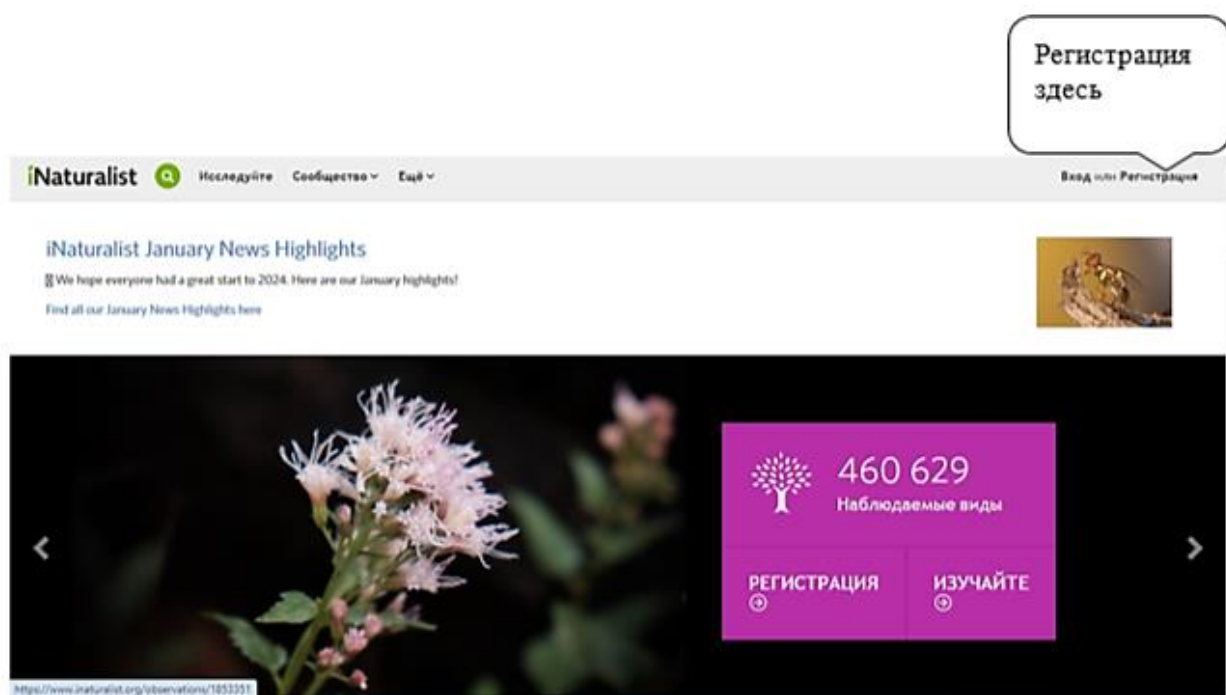 Регистрация
здесь
iNaturalist Исследуйте Сообщество Ещё Вход или Регистрация
iNaturalist January News Highlights
We hope everyone had a great start to 2024. Here are our January highlights!
Find all our January News Highlights here
460 629
Наблюдаемые виды
РЕГИСТРАЦИЯ ИЗУЧАЙТЕ
https://www.inaturalist.org/observations/1853351